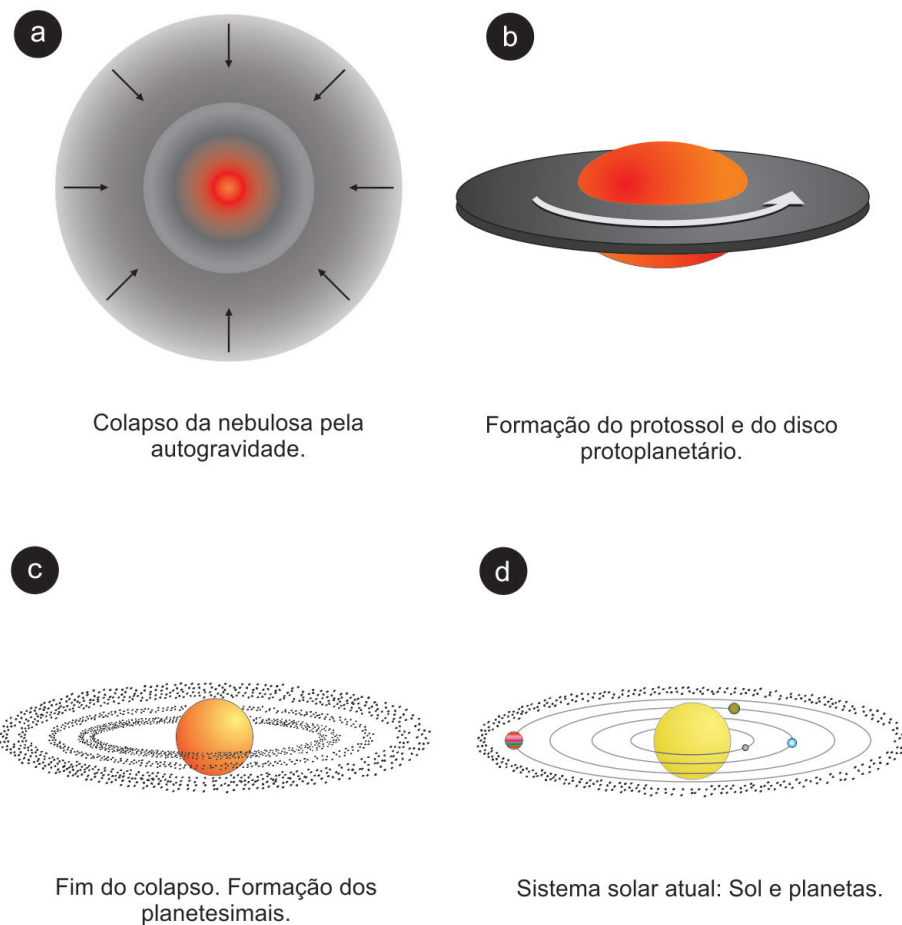 a
Colapso da nebulosa pela
autogravidade.
b
Formação do protossol e do disco
protoplanetário.
c
Fim do colapso. Formação dos
planetesimais.
d
Sistema solar atual: Sol e planetas.